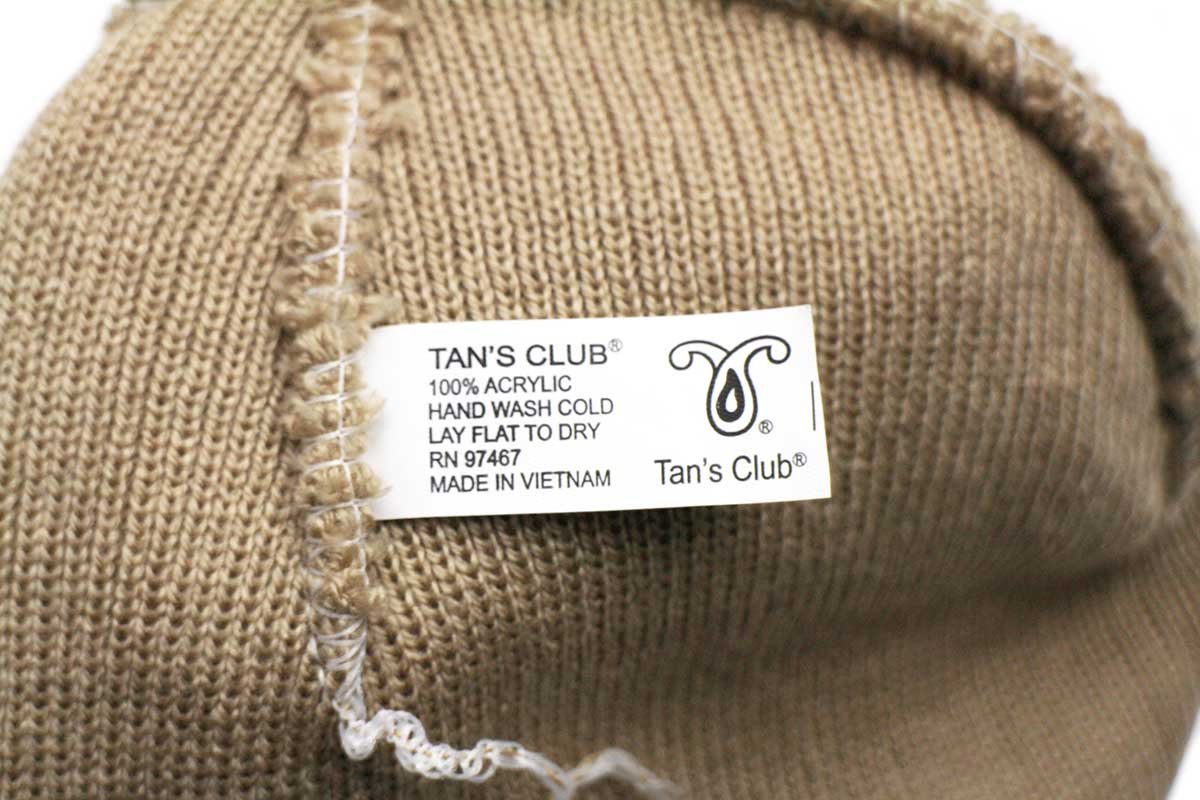 TAN'S CLUB®
100% ACRYLIC
HAND WASH COLD
LAY FLAT TO DRY
RN 97467
MADE IN VIETNAM
®
Tan's Club®